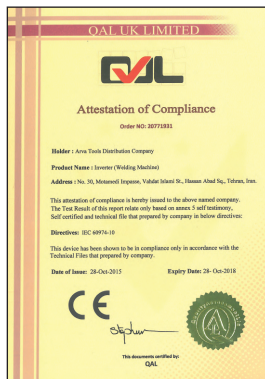 QAL UK LIMITED
QAL
Attestation of Compliance
Order NO: 20771931
Holder : Arva Tools Distribution Company
Product Name : Inverter (Welding Machine)
Address : No. 30, Motamedi Impasse, Vahdat Islami St., Hassan Abad Sq., Tehran, Iran.
This attestation of compliance is hereby issued to the above named company.
The Test Result of this report relate only based on annex 5 self testimony,
Self certified and technical file that prepared by company in below directives:
Directives: IEC 60974-10
This device has been shown to be in compliance only in accordance with the
Technical Files that prepared by company.
Date of Issue: 28-Oct-2015 Expiry Date: 28- Oct-2018
CE
This documents certified by:
QAL